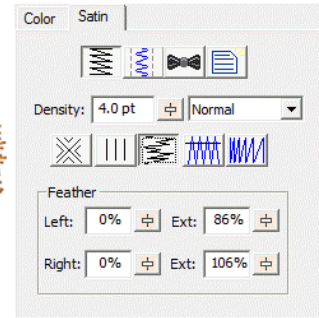 Color Satin
Density: 4.0 pt Normal
Feather
Left: 0% Ext: 86%
Right: 0% Ext: 106%